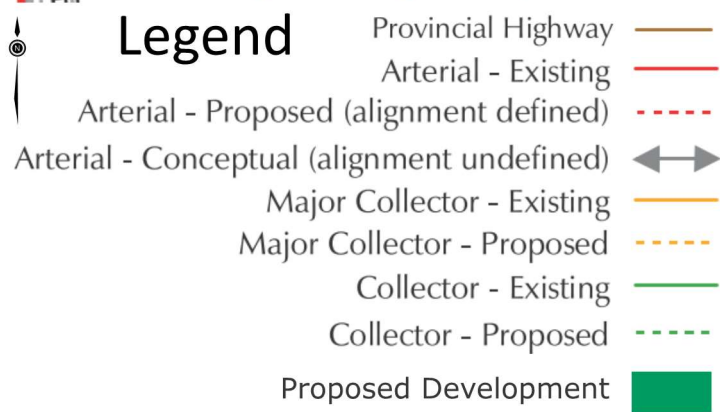 Legend
Provincial Highway
Arterial - Existing
Arterial - Proposed (alignment defined)
Arterial - Conceptual (alignment undefined)
Major Collector - Existing
Major Collector - Proposed
Collector - Existing
Collector - Proposed
Proposed Development
N